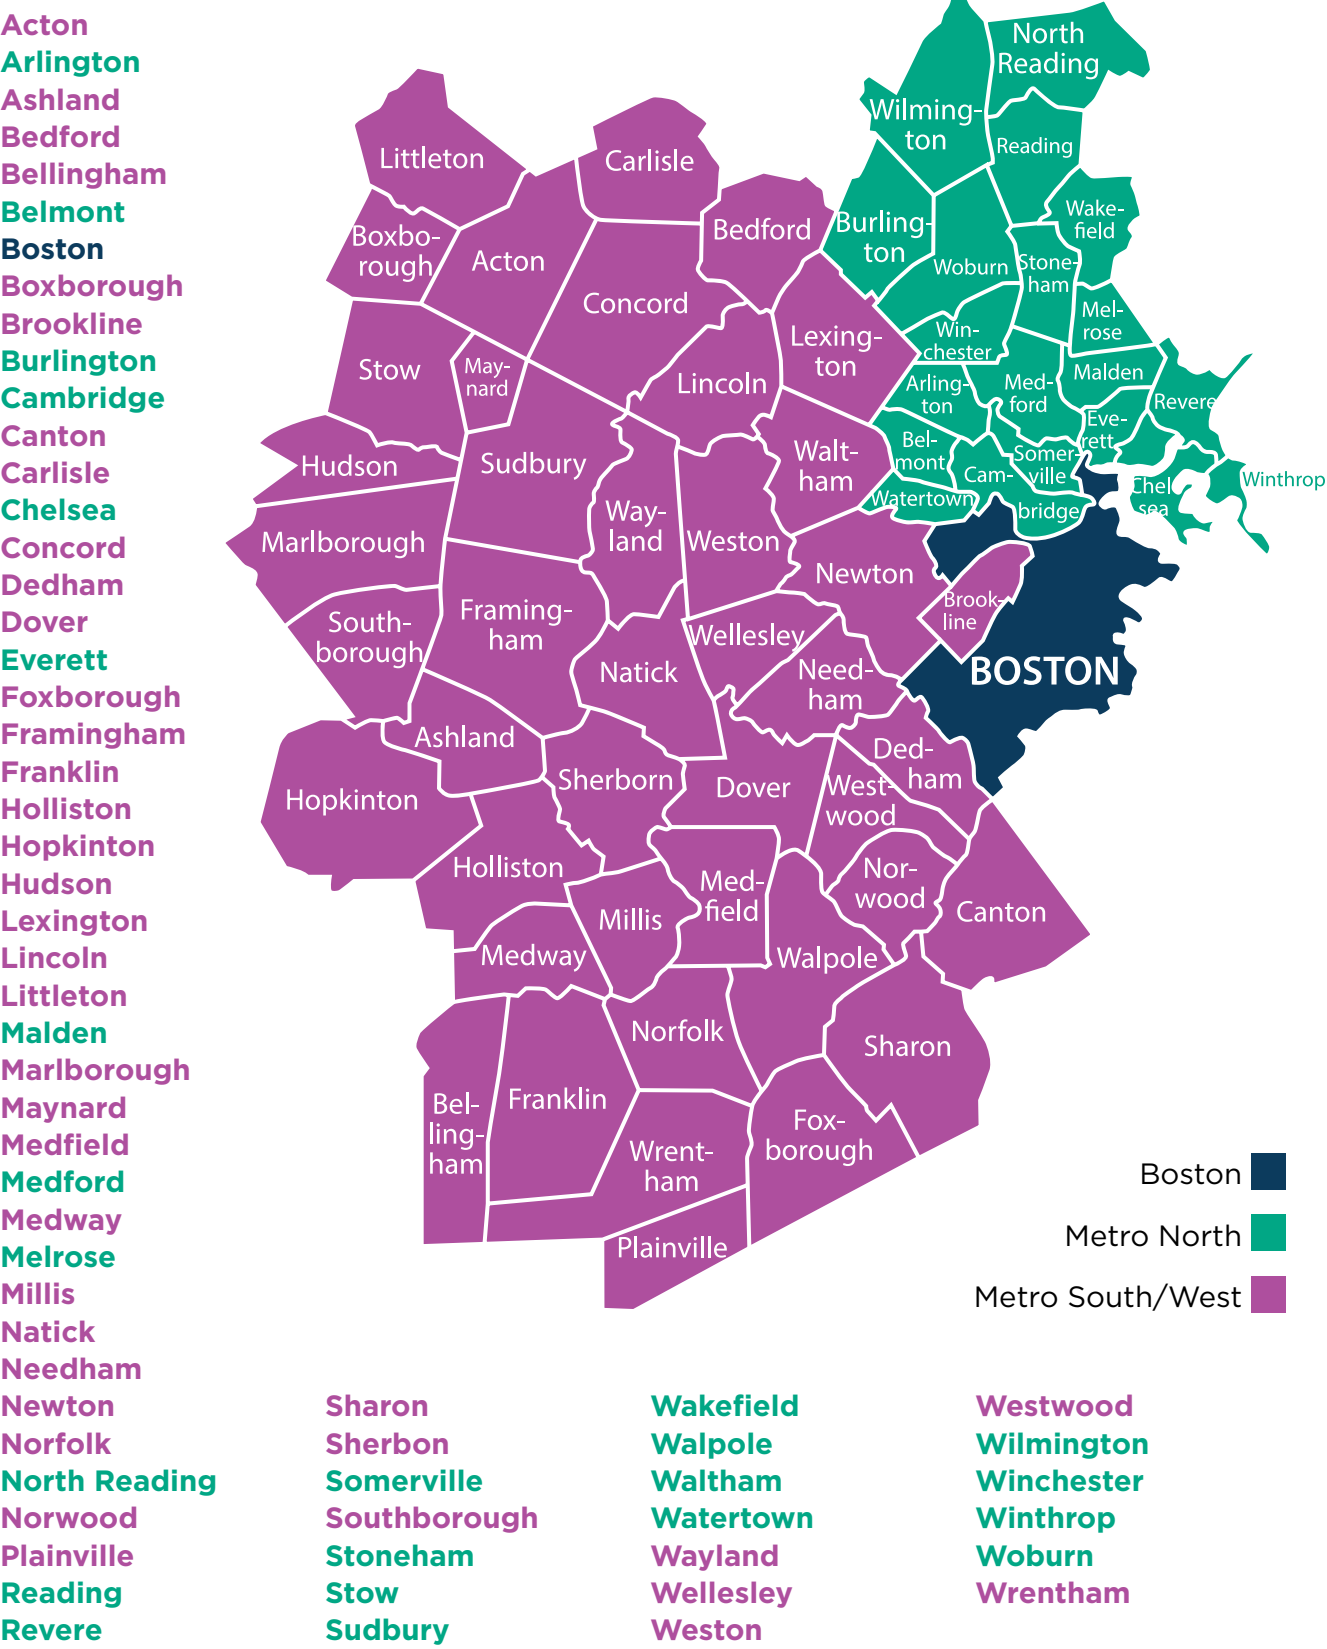 Acton
Arlington
Ashland
Bedford
Bellingham
Belmont
Boston
Boxborough
Brookline
Burlington
Cambridge
Canton
Carlisle
Chelsea
Concord
Dedham
Dover
Everett
Foxborough
Framingham
Franklin
Holliston
Hopkinton
Hudson
Lexington
Lincoln
Littleton
Malden
Marlborough
Maynard
Medfield
Medford
Medway
Melrose
Millis
Natick
Needham
Newton
Norfolk
North Reading
Norwood
Plainville
Reading
Revere
Sharon
Sherbon
Somerville
Southborough
Stoneham
Stow
Sudbury
Wakefield
Walpole
Waltham
Watertown
Wayland
Wellesley
Weston
Westwood
Wilmington
Winchester
Winthrop
Woburn
Wrentham
North
Reading
Wilming-
ton
Reading
Littleton
Carlisle
Wake-
field
Bedford
Burling-
ton
Boxbo-
rough
Acton
Woburn
Stone-
ham
Concord
Mel-
rose
Lexing-
ton
Win-
chester
Stow
May-
nard
Lincoln
Arling-
ton
Med-
ford
Malden
Revere
Eve-
rett
Hudson
Sudbury
Walt-
ham
Bel-
mont
Somer-
ville
Cam-
bridge
Watertown
Chel
sea
Winthrop
Marlborough
Way-
land
Weston
Newton
Brook-
line
South-
borough
Framing-
ham
Wellesley
Natick
Need-
ham
BOSTON
Ashland
Ded-
ham
Hopkinton
Sherborn
Dover
West-
wood
Holliston
Med-
field
Nor-
wood
Millis
Canton
Medway
Walpole
Norfolk
Sharon
Bel-
ling-
ham
Franklin
Fox-
borough
Wrent-
ham
Plainville
Boston
Metro North
Metro South/West